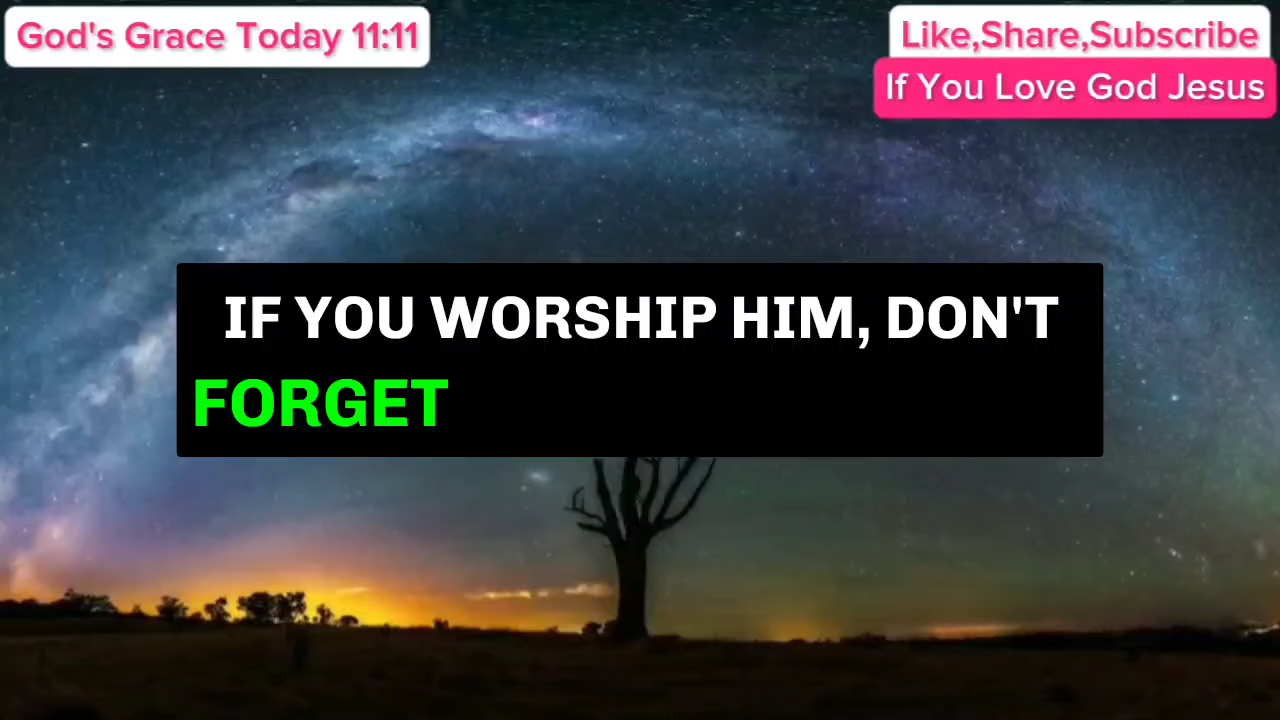 God's Grace Today 11:11
Like,Share,Subscribe
If You Love God Jesus
IF YOU WORSHIP HIM, DON'T
FORGET